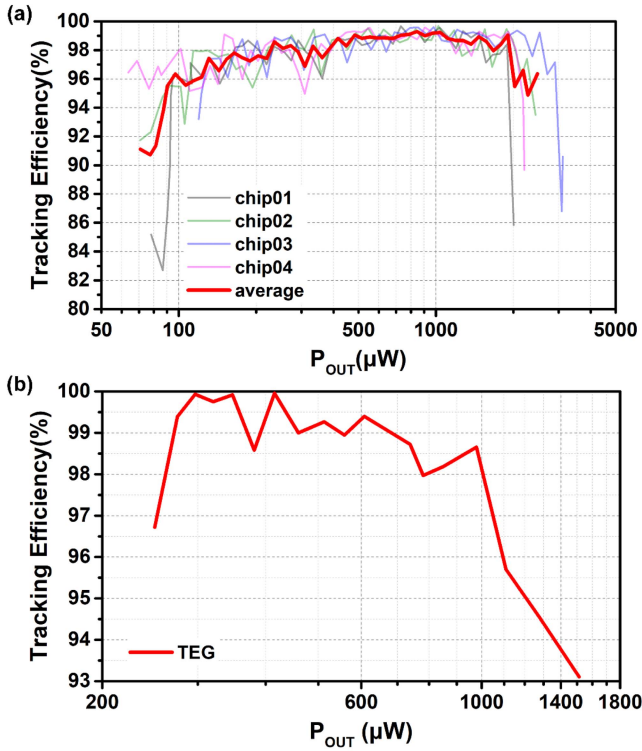 (a)
100
98
96
94
92
90
88
86
84
82
80
Tracking Efficiency(%)
chip01
chip02
chip03
chip04
average
50 100 500 1000 5000
P_OUT(μW)
(b)
100
99
98
97
96
95
94
93
Tracking Efficiency(%)
TEG
200 600 1000 1400 1800
P_OUT(μW)